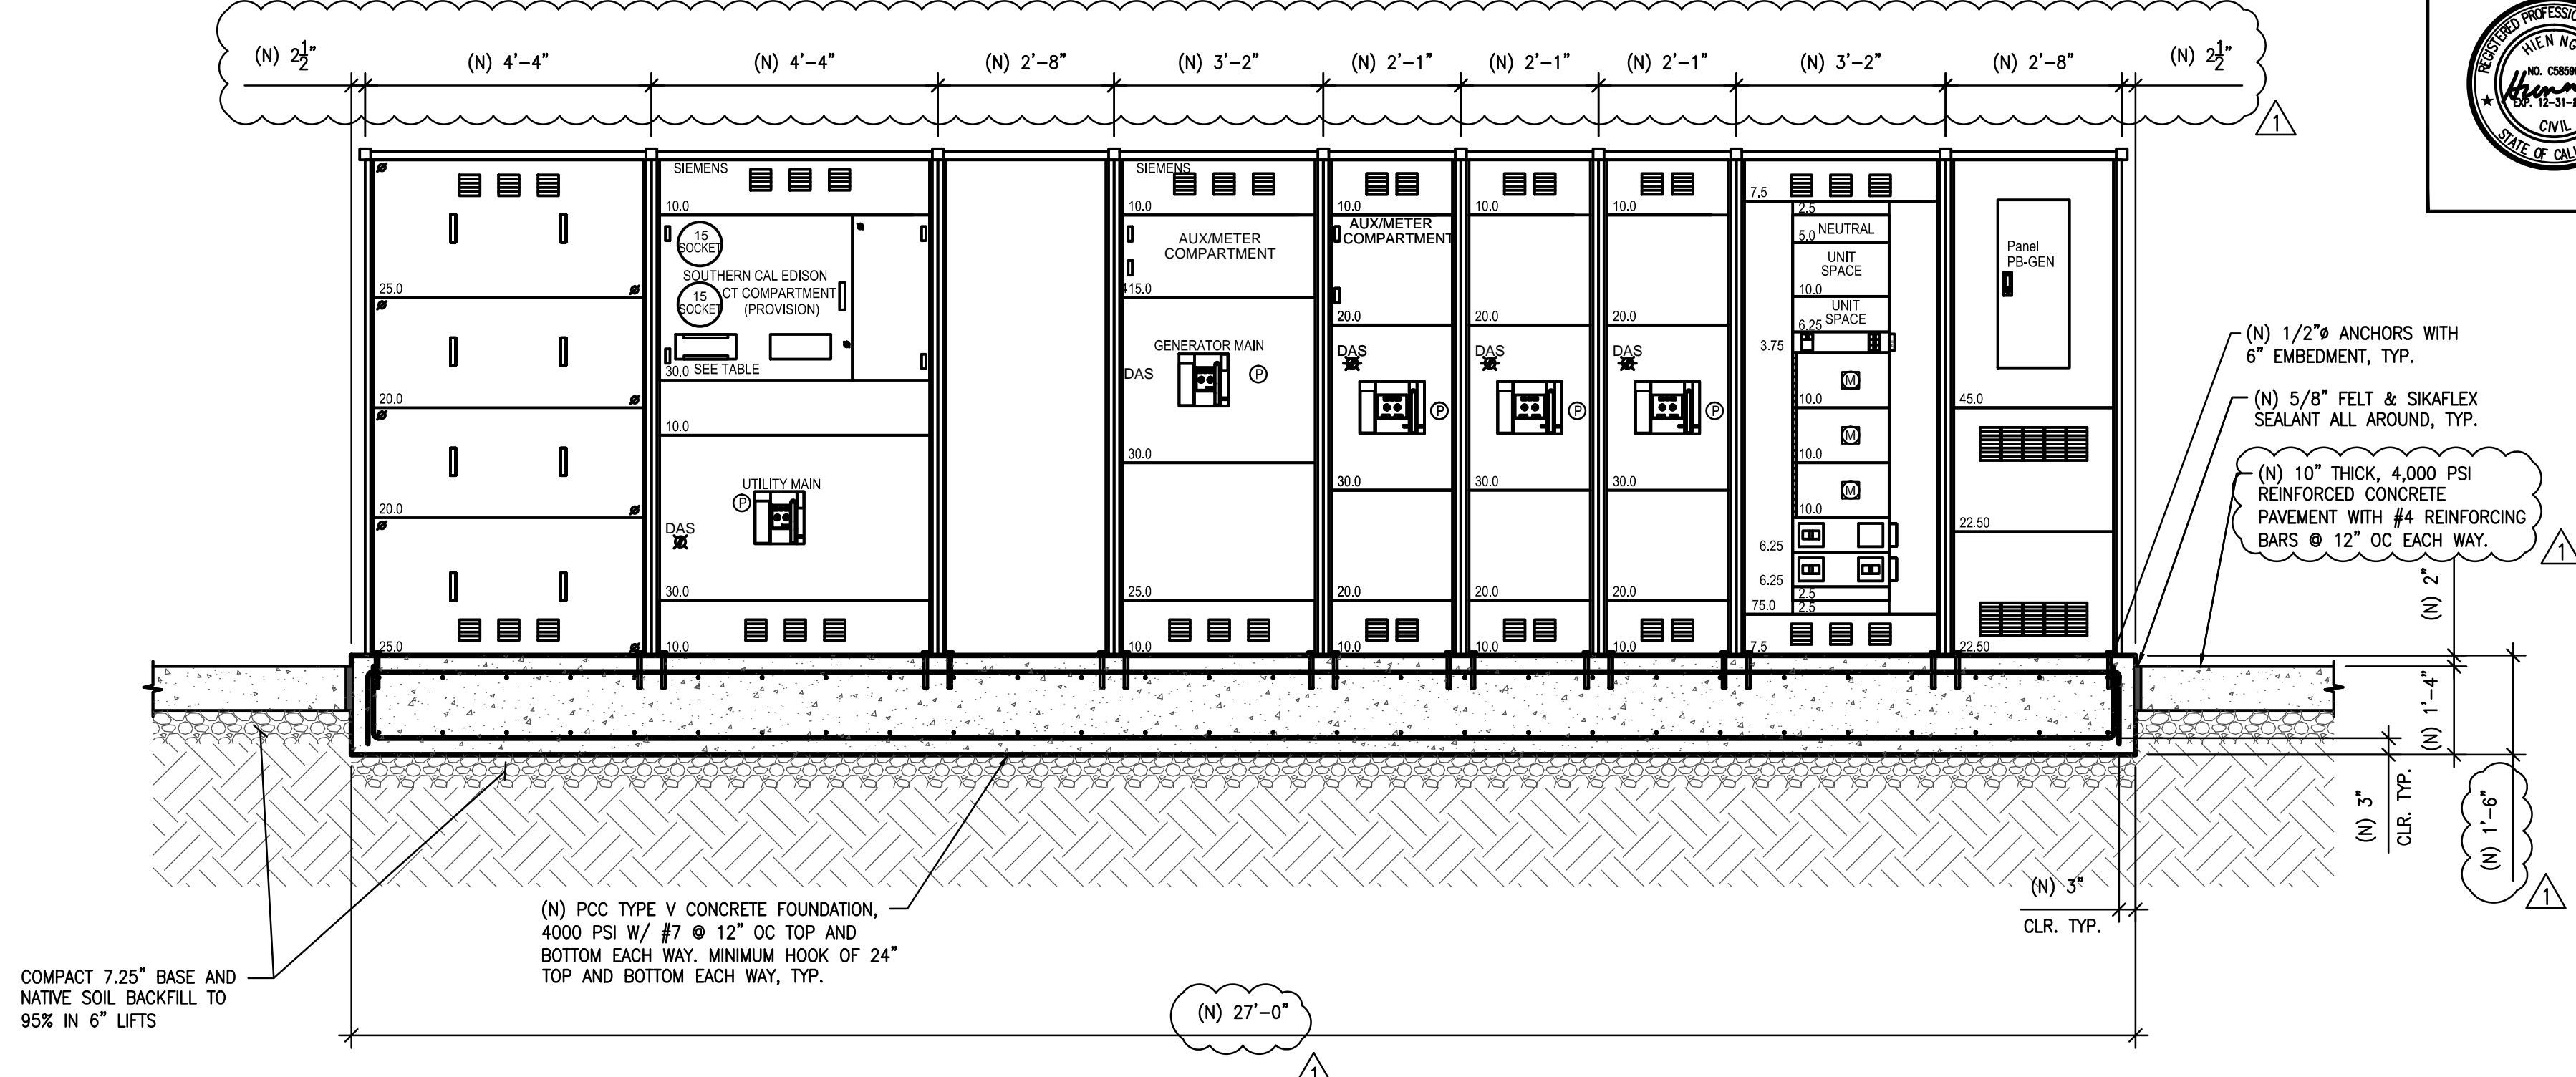 (N) 2½"
(N) 4'-4"
(N) 4'-4"
(N) 2'-8"
(N) 3'-2"
(N) 2'-1"
(N) 2'-1"
(N) 2'-1"
(N) 3'-2"
(N) 2'-8"
(N) 2½"
1
REGISTERED
HIEN
EXP. 12-31-
CIVIL
STATE OF
25.0
20.0
20.0
25.0
SIEMENS
10.0
15
SOCKET
SOUTHERN CAL EDISON
15
SOCKET
CT COMPARTMENT
(PROVISION)
30.0 SEE TABLE
10.0
UTILITY MAIN
P
DAS
30.0
10.0
SIEMENS
10.0
AUX/METER
COMPARTMENT
15.0
GENERATOR MAIN
DAS
P
30.0
25.0
10.0
10.0
AUX/METER
COMPARTMENT
20.0
DAS
P
30.0
20.0
10.0
10.0
20.0
DAS
P
30.0
20.0
10.0
10.0
20.0
DAS
P
30.0
20.0
10.0
7.5
2.5
NEUTRAL
5.0
UNIT
SPACE
10.0
UNIT
SPACE
6.25
3.75
M
10.0
M
10.0
M
10.0
6.25
6.25
2.5
75.0
2.5
7.5
Panel
PB-GEN
45.0
22.50
22.50
(N) 1/2"ø ANCHORS WITH
6" EMBEDMENT, TYP.
(N) 5/8" FELT & SIKAFLEX
SEALANT ALL AROUND, TYP.
(N) 10" THICK, 4,000 PSI
REINFORCED CONCRETE
PAVEMENT WITH #4 REINFORCING
BARS @ 12" OC EACH WAY.
1
(N) 2"
(N) 1'-4"
(N) 3"
CLR. TYP.
(N) 1'-6"
1
(N) 3"
CLR. TYP.
(N) PCC TYPE V CONCRETE FOUNDATION,
4000 PSI W/ #7 @ 12" OC TOP AND
BOTTOM EACH WAY. MINIMUM HOOK OF 24"
TOP AND BOTTOM EACH WAY, TYP.
COMPACT 7.25" BASE AND
NATIVE SOIL BACKFILL TO
95% IN 6" LIFTS
(N) 27'-0"
1